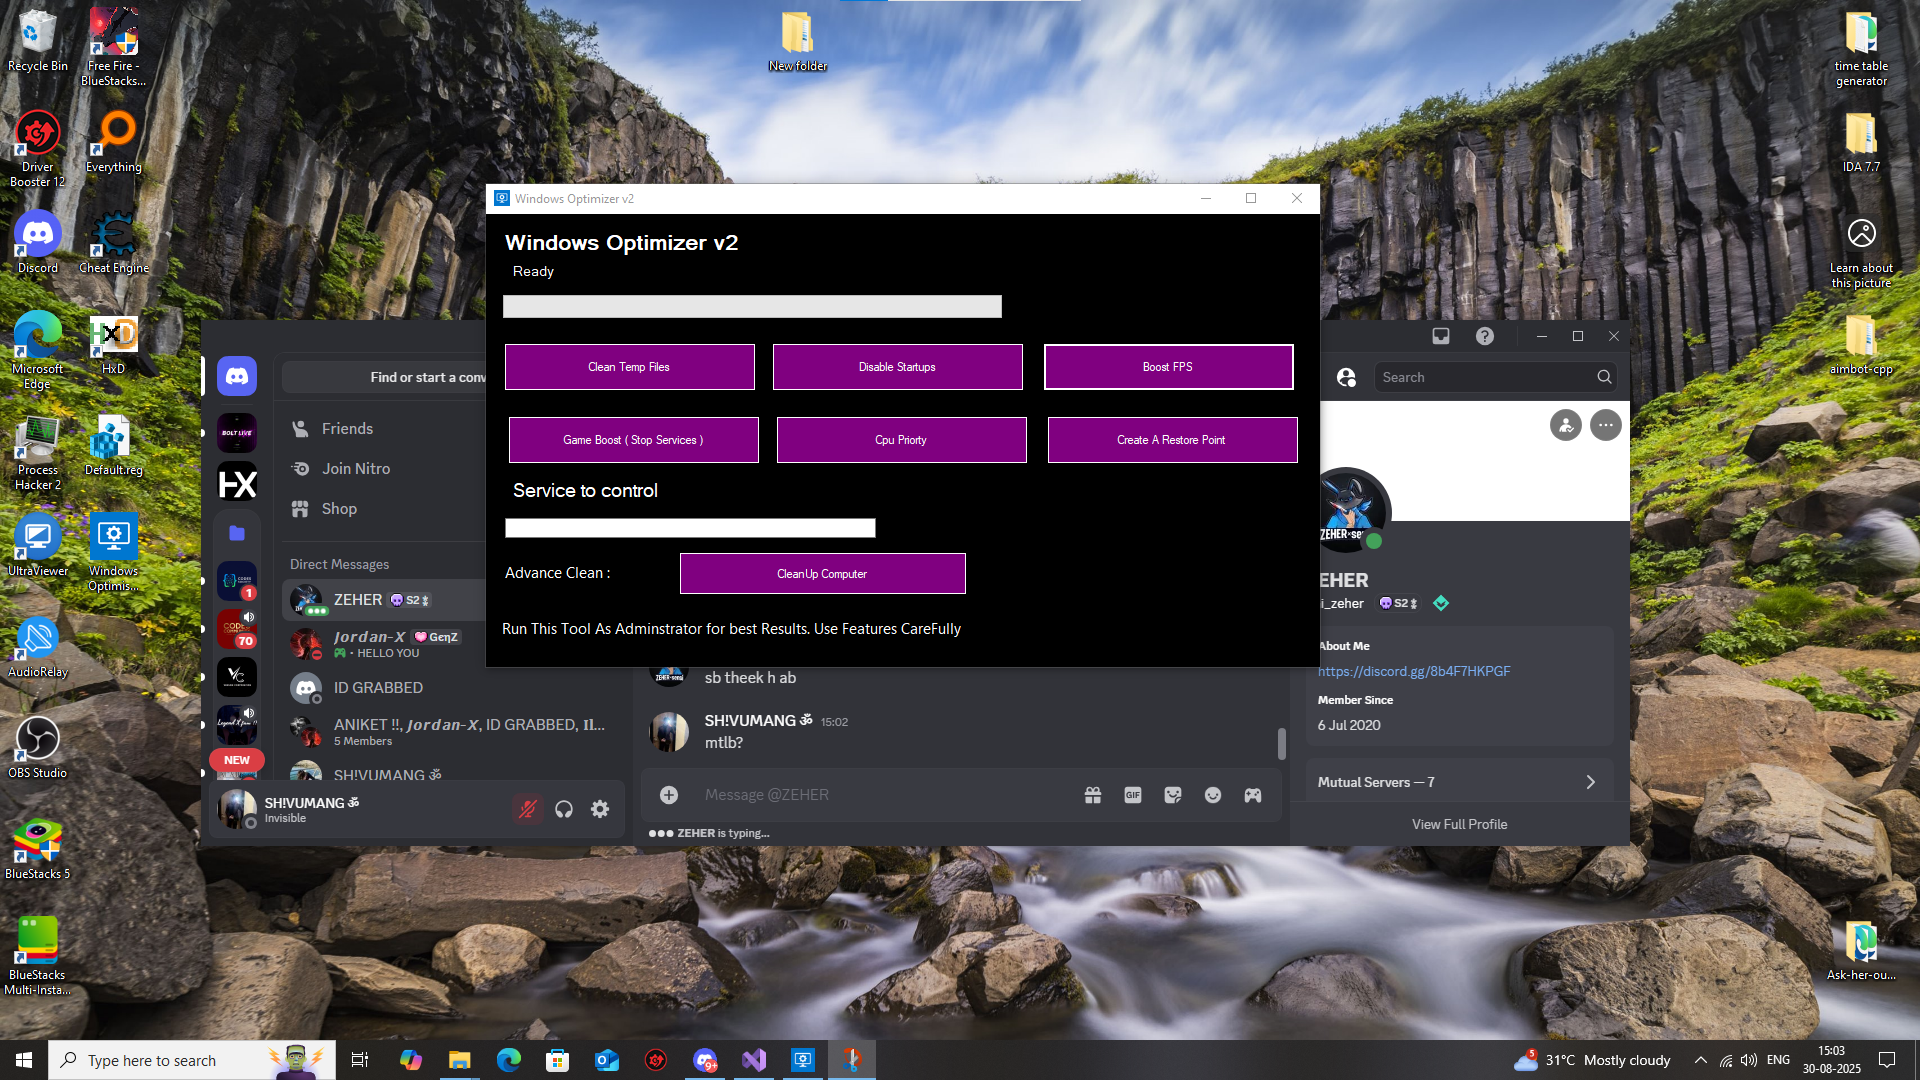 Recycle Bin
Free Fire -
BlueStacks...
New folder
time table
generator
Driver
Booster 12
Everything
IDA 7.7
Discord
Cheat Engine
Learn about
this picture
Microsoft
Edge
HxD
aimbot-cpp
Process
Hacker 2
Default.reg
UltraViewer
Windows
Optimis...
AudioRelay
OBS Studio
BlueStacks 5
BlueStacks
Multi-Insta...
Ask-her-ou...
Windows Optimizer v2
Windows Optimizer v2
Ready
Clean Temp Files
Disable Startups
Boost FPS
Game Boost ( Stop Services )
Cpu Priorty
Create A Restore Point
Service to control
Advance Clean :
CleanUp Computer
Run This Tool As Adminstrator for best Results. Use Features CareFully
Find or start a conv
Search
BOLT LIVE
HX
Friends
Join Nitro
Shop
Direct Messages
1
70
ZEHER S2
Jordan-X GєηZ
• HELLO YOU
ID GRABBED
ANIKET !!, Jordan-X, ID GRABBED,
5 Members
SH!VUMANG ॐ
NEW
SH!VUMANG ॐ
Invisible
sb theek h ab
SH!VUMANG ॐ 15:02
mtlb?
Message @ZEHER
GIF
ZEHER is typing...
EHER
i_zeher S2
About Me
https://discord.gg/8b4F7HKPGF
Member Since
6 Jul 2020
Mutual Servers — 7
View Full Profile
Type here to search
9+
5
31°C Mostly cloudy
ENG
15:03
30-08-2025